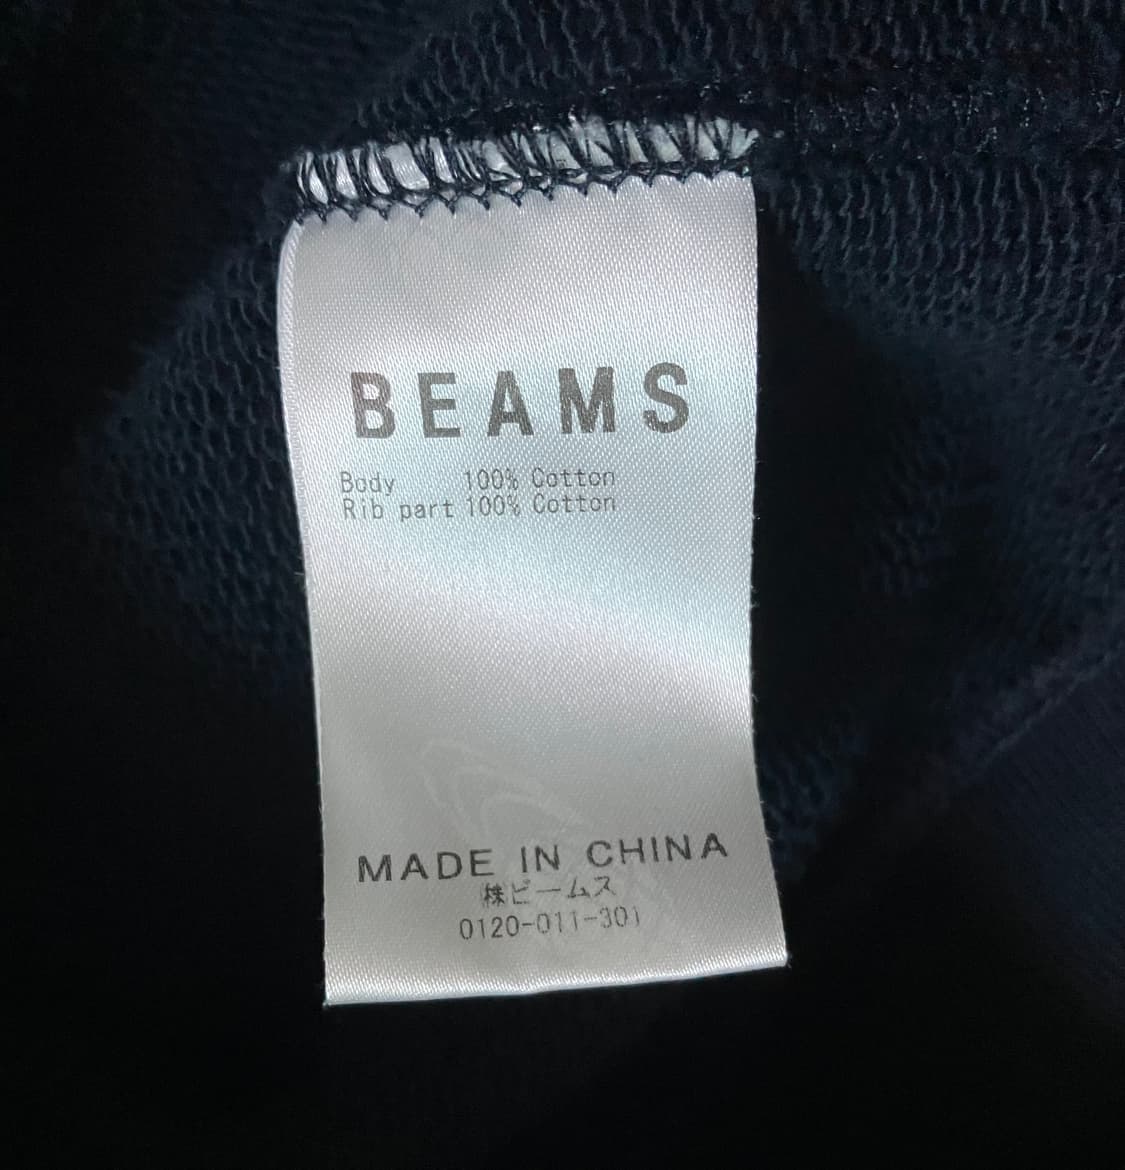 BEAMS
Body 100% Cotton
Rib part 100% Cotton
MADE IN CHINA
㈱ビームス
0120-011-301